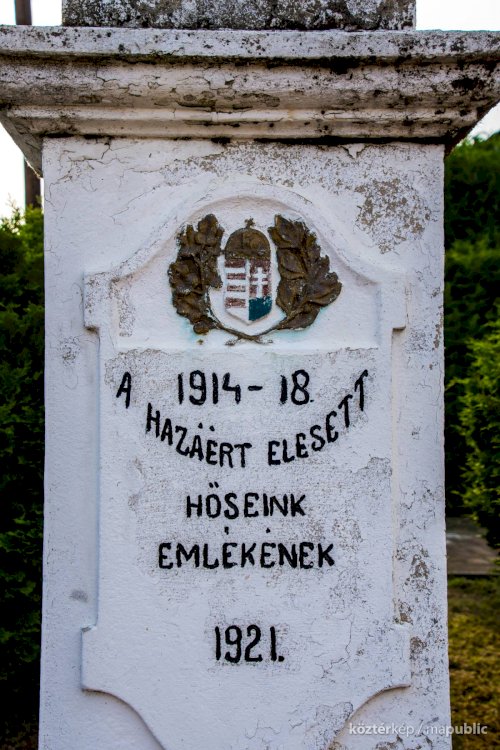 1914-18.
A HAZÁÉRT ELESETT
HŐSEINK
EMLÉKÉNEK
1921.
köztérkép / mapublic